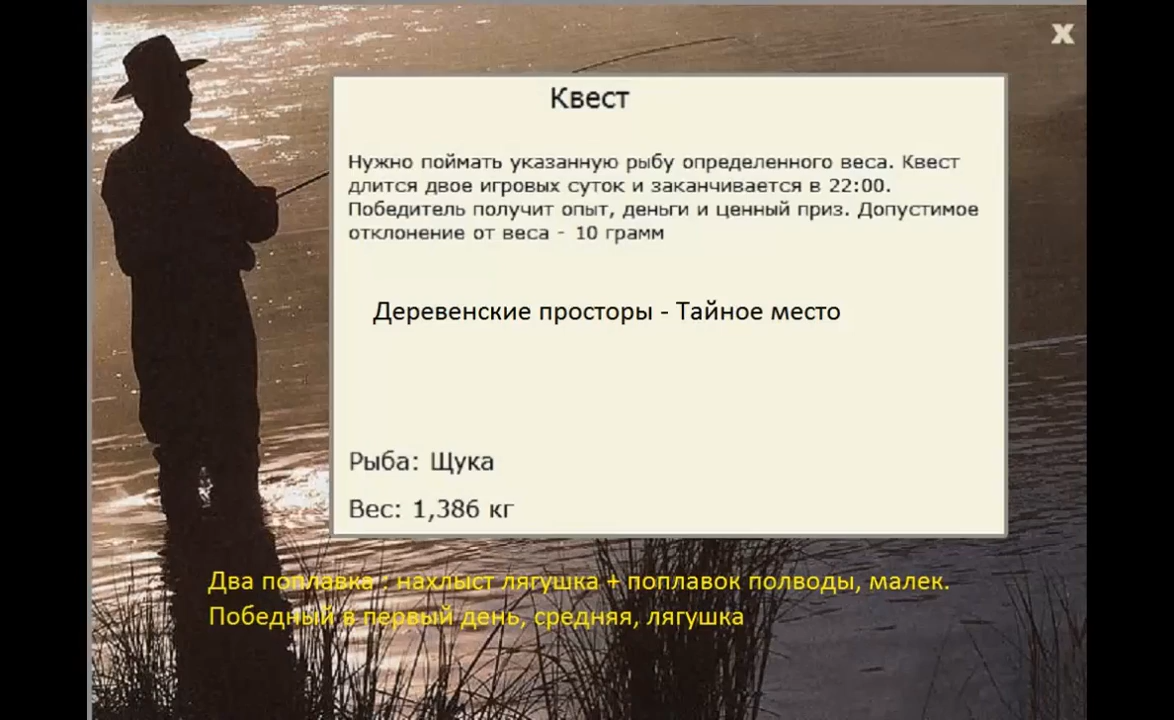 X
Квест
Нужно поймать указанную рыбу определенного веса. Квест
длится двое игровых суток и заканчивается в 22:00.
Победитель получит опыт, деньги и ценный приз. Допустимое
отклонение от веса - 10 грамм
Деревенские просторы - Тайное место
Рыба: Щука
Вес: 1,386 кг
Два поплавка : нахлыст лягушка + поплавок полводы, малек.
Победный в первый день, средняя, лягушка